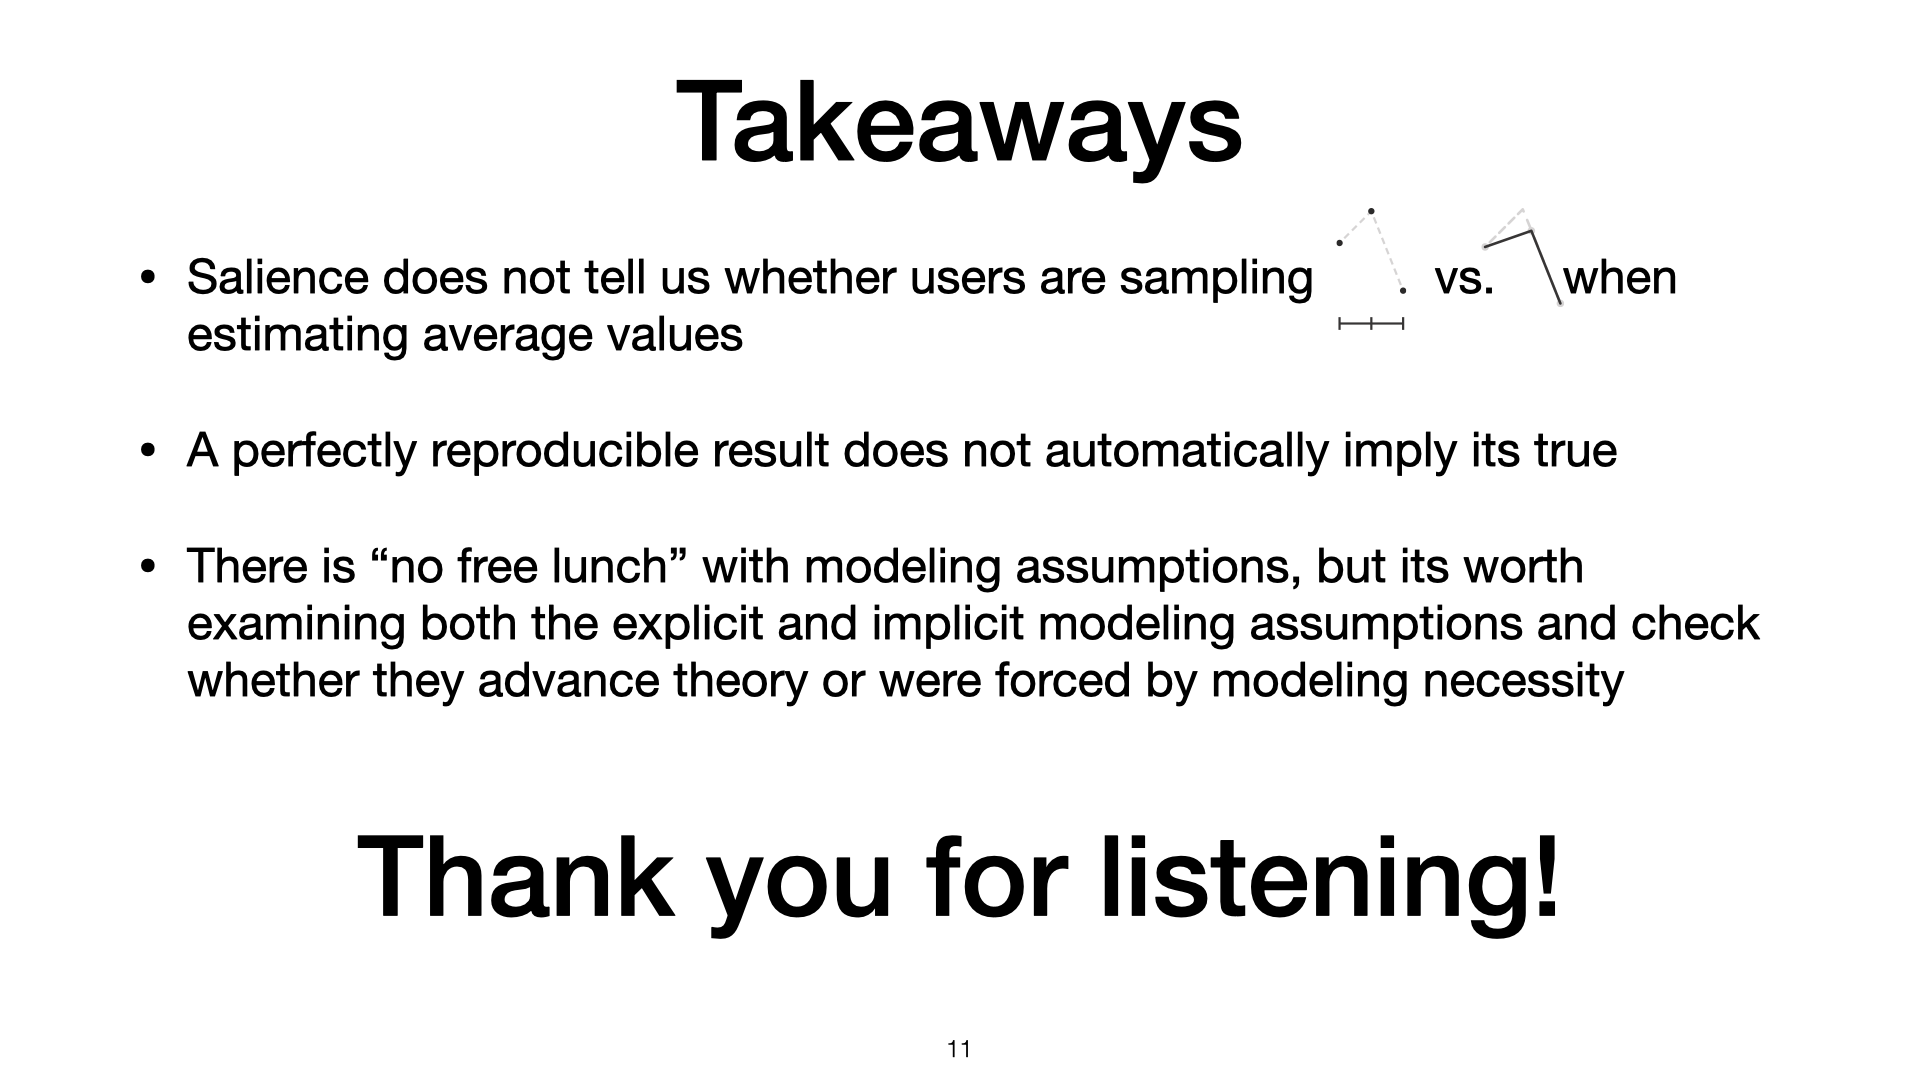 Takeaways
• Salience does not tell us whether users are sampling vs. when
estimating average values
• A perfectly reproducible result does not automatically imply its true
• There is “no free lunch” with modeling assumptions, but its worth
examining both the explicit and implicit modeling assumptions and check
whether they advance theory or were forced by modeling necessity
Thank you for listening!
11